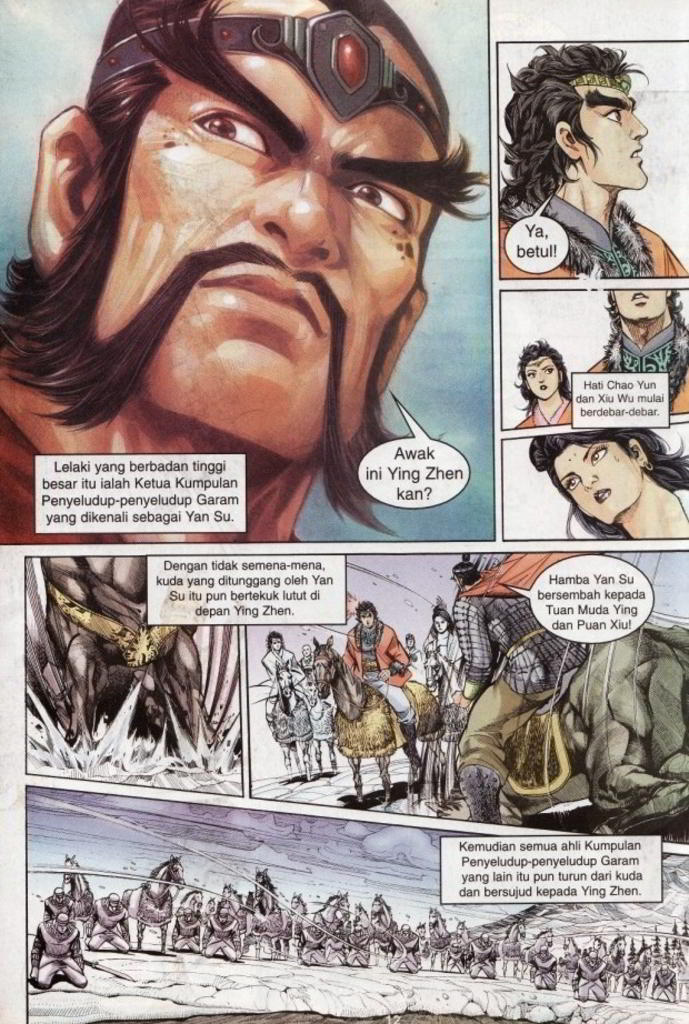 Ya,
betul!
Hati Chao Yun
dan Xiu Wu mulai
berdebar-debar.
Awak
ini Ying Zhen
kan?
Lelaki yang berbadan tinggi
besar itu ialah Ketua Kumpulan
Penyeludup-penyeludup Garam
yang dikenali sebagai Yan Su.
Dengan tidak semena-mena,
kuda yang ditunggang oleh Yan
Su itu pun bertekuk lutut di
depan Ying Zhen.
Hamba Yan Su
bersembah kepada
Tuan Muda Ying
dan Puan Xiu!
Kemudian semua ahli Kumpulan
Penyeludup-penyeludup Garam
yang lain itu pun turun dari kuda
dan bersujud kepada Ying Zhen.
12